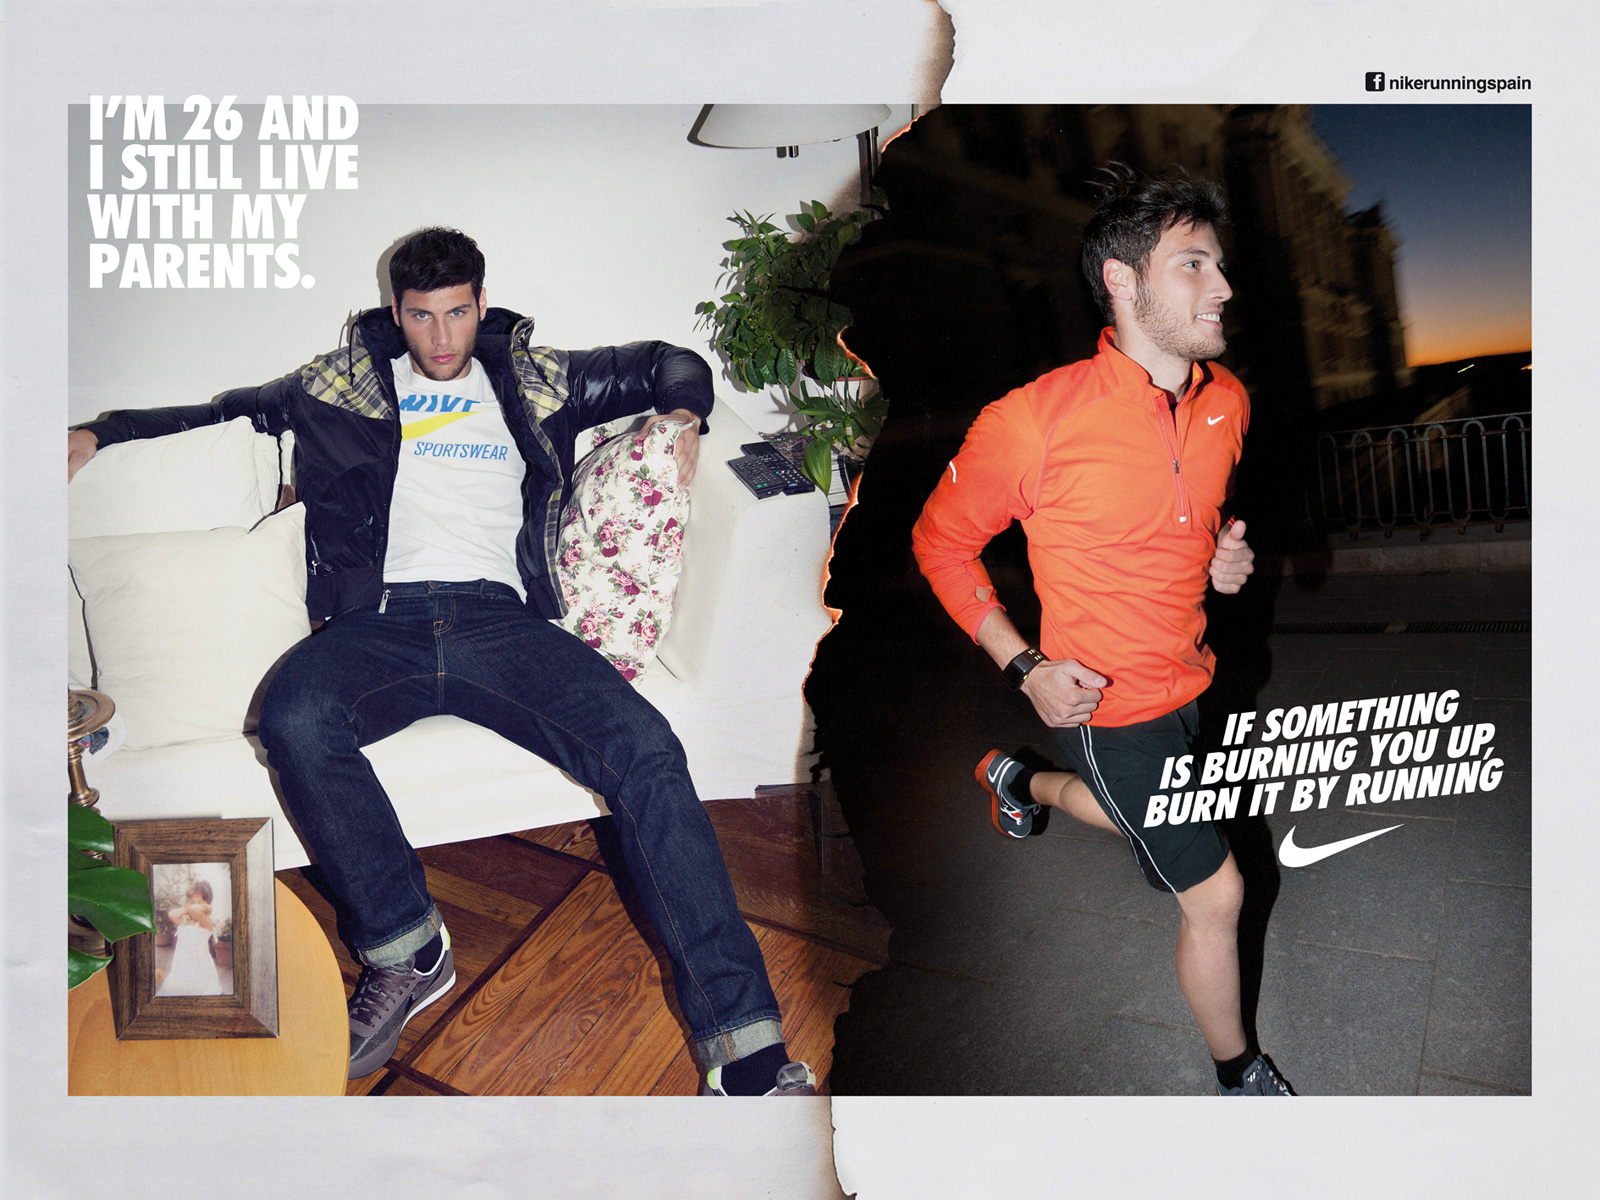 I'M 26 AND
I STILL LIVE
WITH MY
PARENTS.
f nikerunningspain
NIKE
SPORTSWEAR
IF SOMETHING
IS BURNING YOU UP,
BURN IT BY RUNNING